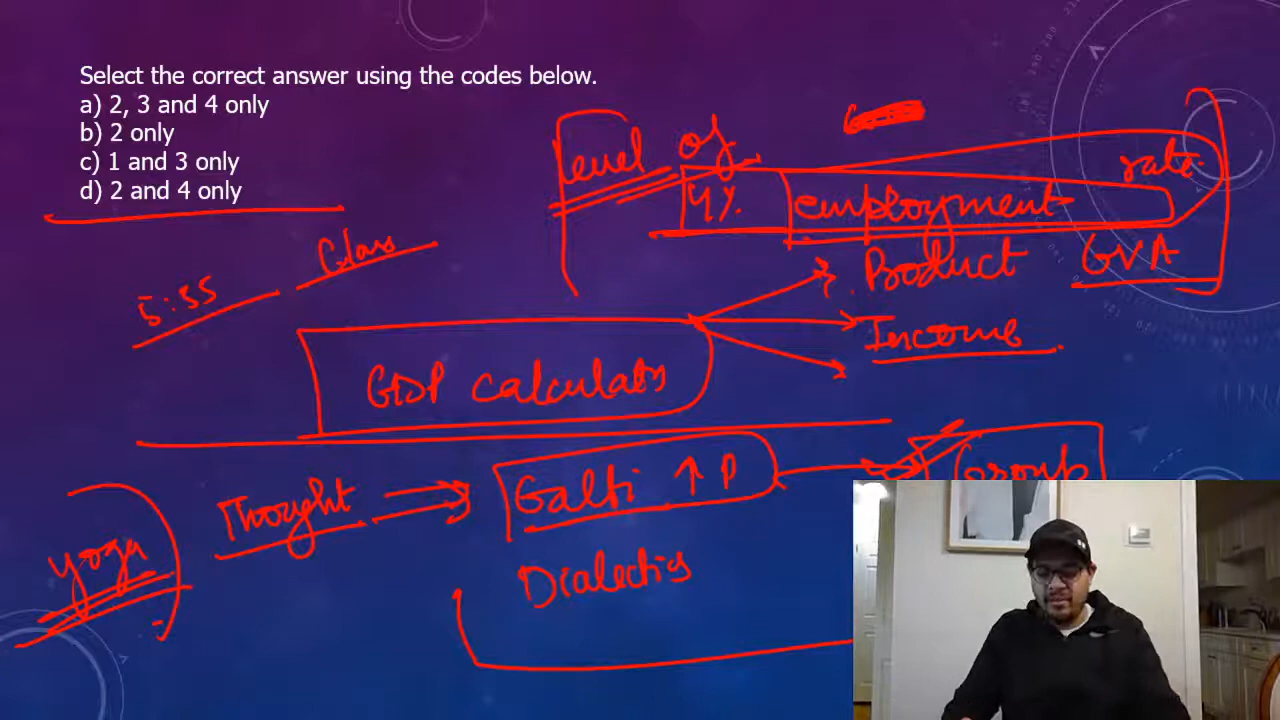 Select the correct answer using the codes below.
a) 2, 3 and 4 only
b) 2 only
c) 1 and 3 only
d) 2 and 4 only
level of
rate
4%. employment
5:55 Class
Product GVA
Income
GDP calculats
Thought Galti ↑ P Group
yoga
Dialectis